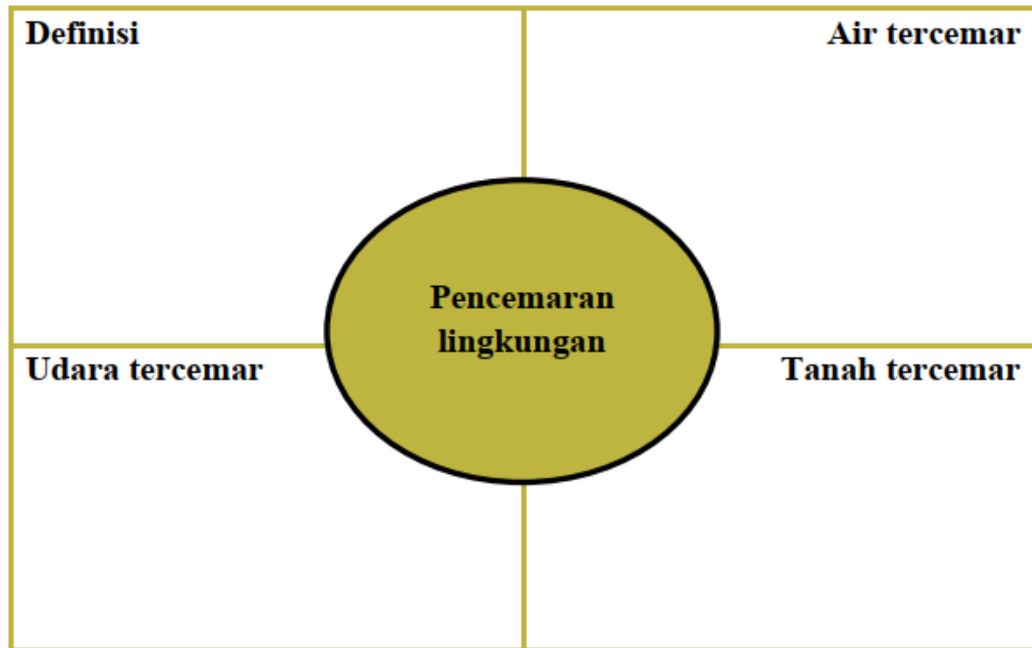 Definisi
Air tercemar
Pencemaran
lingkungan
Udara tercemar
Tanah tercemar